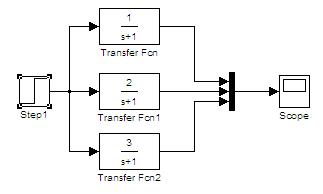 1
s+1
Transfer Fcn
2
s+1
Transfer Fcn1
3
s+1
Transfer Fcn2
Step1
Scope